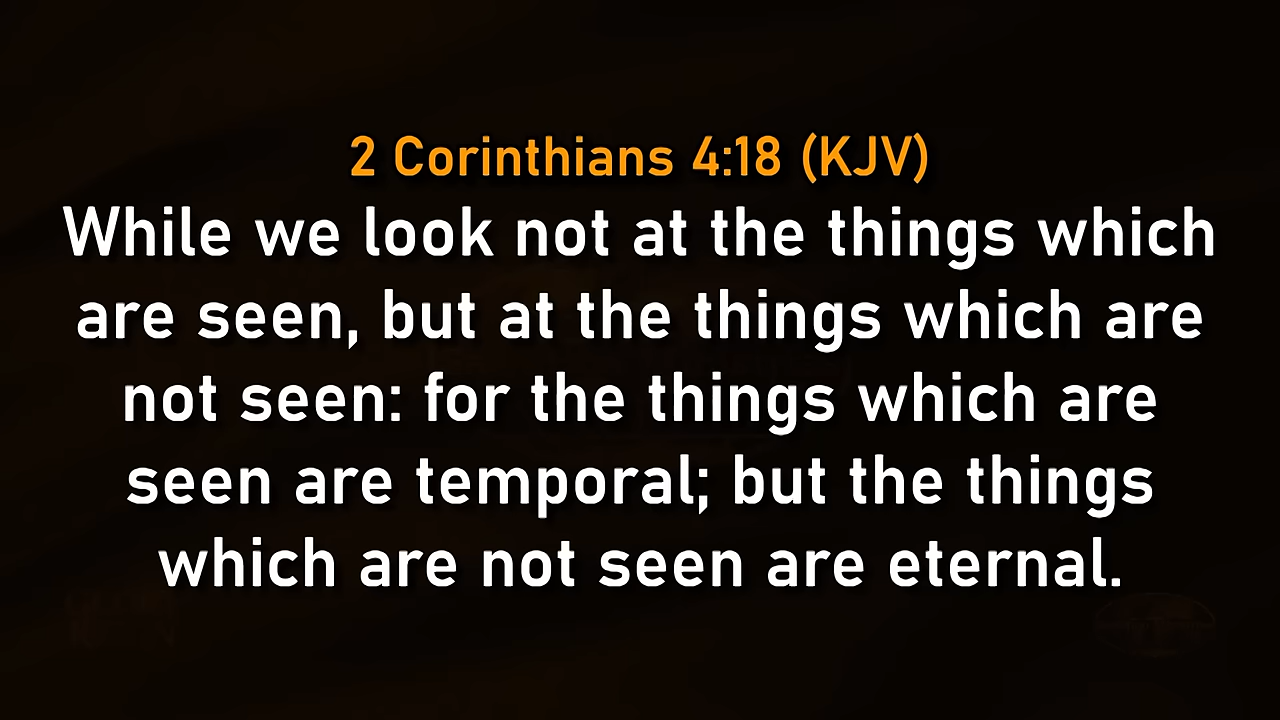 2 Corinthians 4:18 (KJV)
While we look not at the things which
are seen, but at the things which are
not seen: for the things which are
seen are temporal; but the things
which are not seen are eternal.